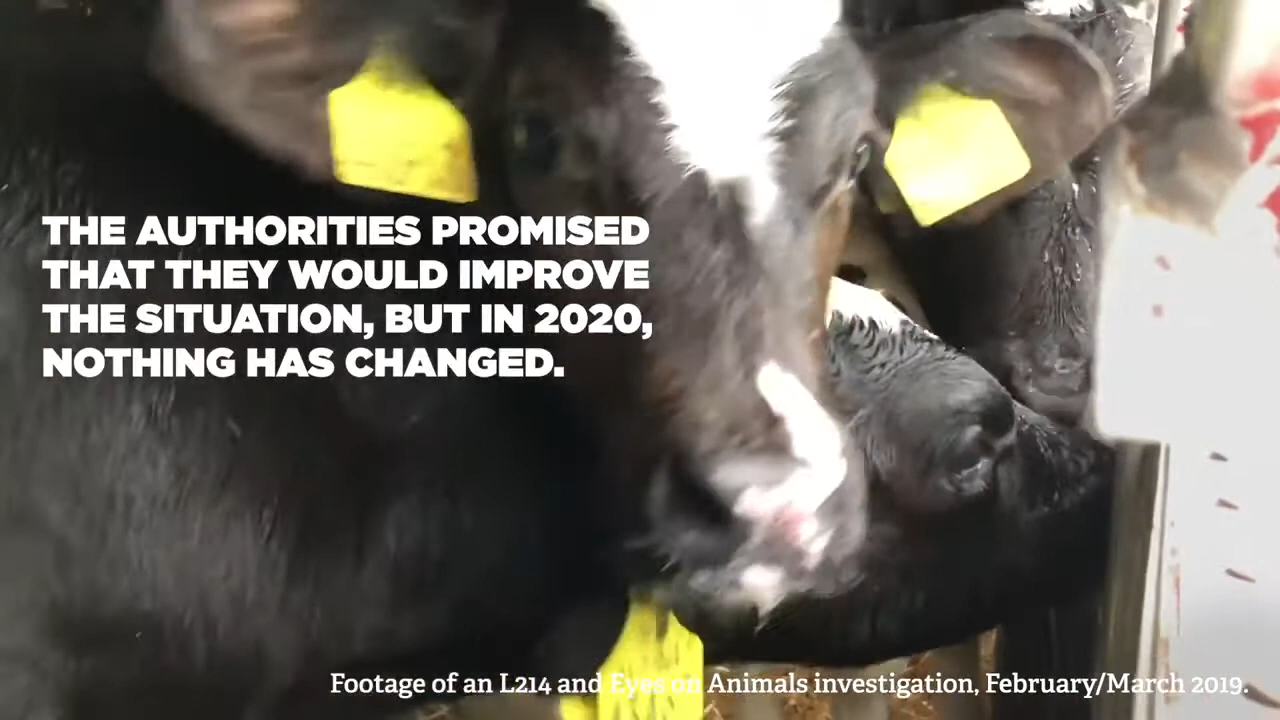 THE AUTHORITIES PROMISED
THAT THEY WOULD IMPROVE
THE SITUATION, BUT IN 2020,
NOTHING HAS CHANGED.
Footage of an L214 and Eyes on Animals investigation, February/March 2019.